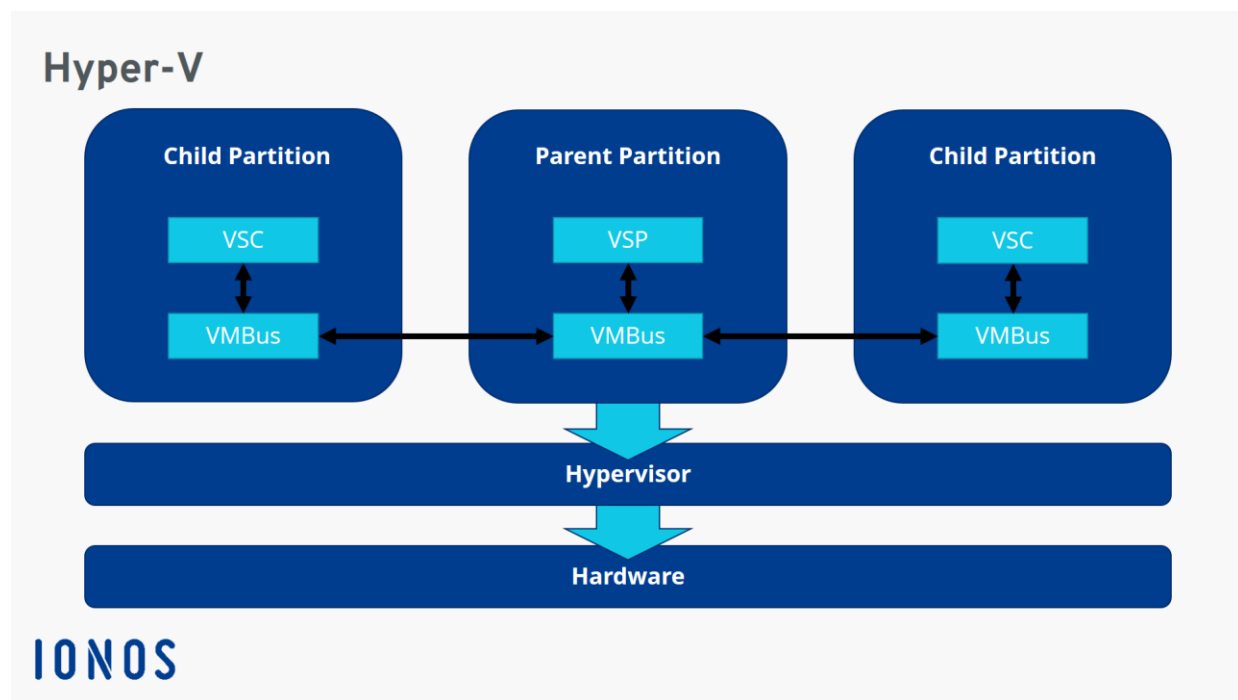 Hyper-V
Child Partition
Parent Partition
Child Partition
VSC
VSP
VSC
VMBus
VMBus
VMBus
Hypervisor
Hardware
IONOS